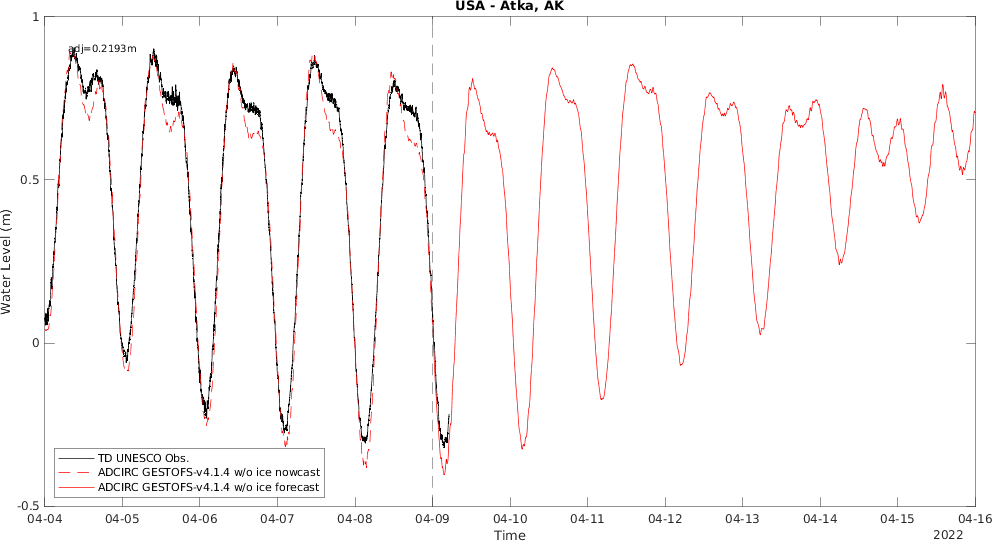 USA - Atka, AK
adj=0.2193m
1
0.5
0
-0.5
Water Level (m)
TD UNESCO Obs.
ADCIRC GESTOFS-v4.1.4 w/o ice nowcast
ADCIRC GESTOFS-v4.1.4 w/o ice forecast
04-04 04-05 04-06 04-07 04-08 04-09 04-10 04-11 04-12 04-13 04-14 04-15 04-16
Time
2022